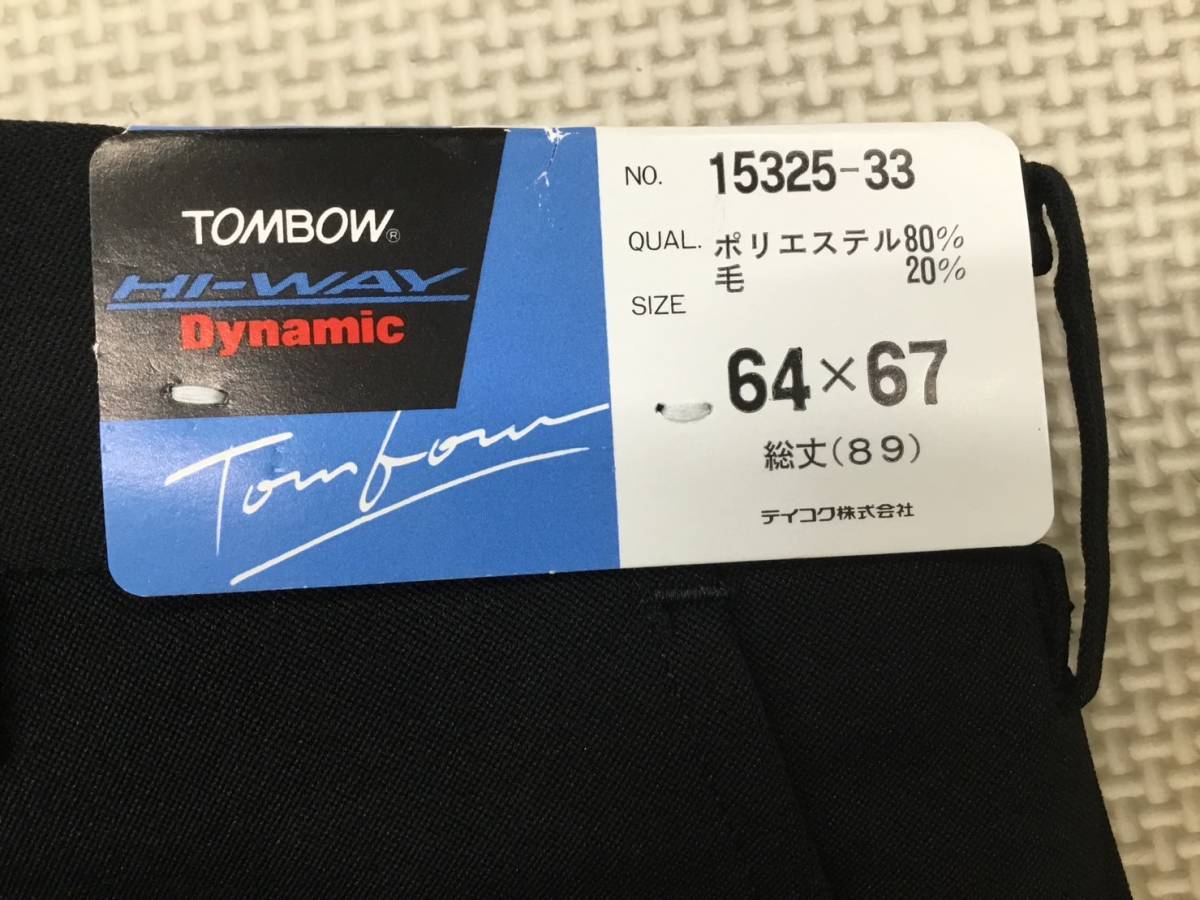 TOMBOW®
HI-WAY
Dynamic
Tombow
NO. 15325-33
QUAL. ポリエステル80%
毛 20%
SIZE
64×67
総丈(89)
テイコク株式会社